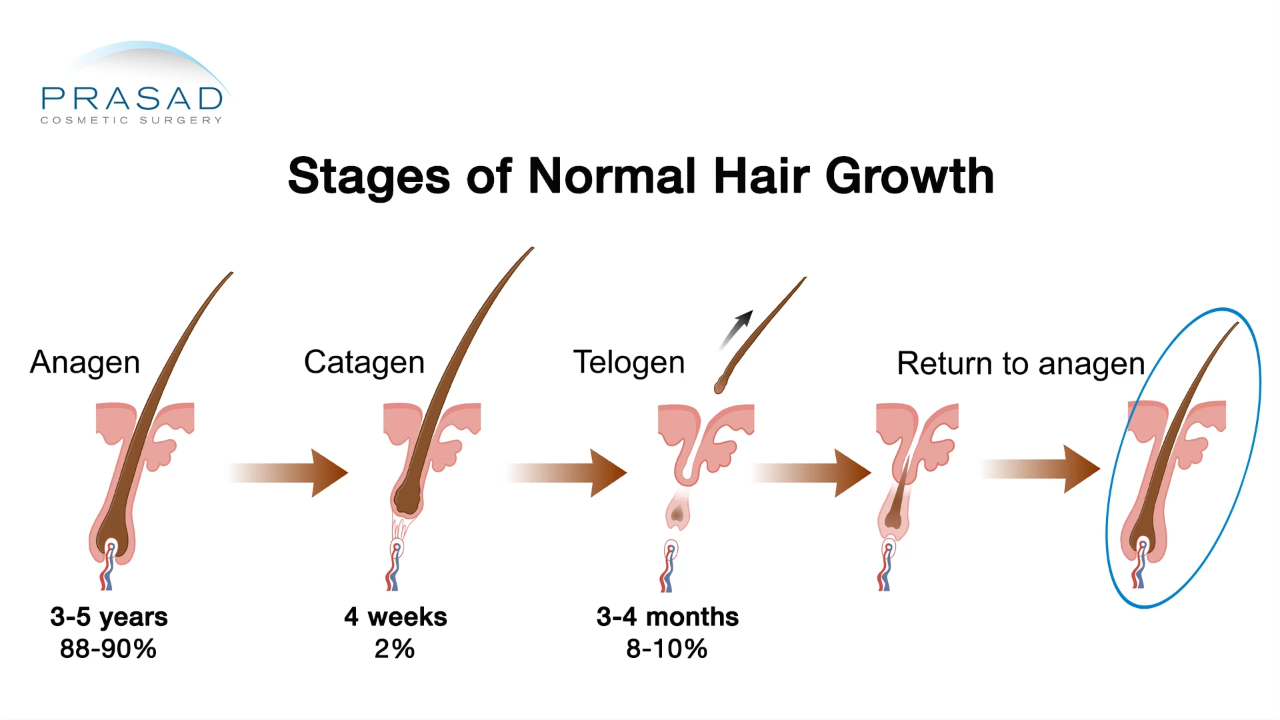 PRASAD
COSMETIC SURGERY
Stages of Normal Hair Growth
Anagen
Catagen
Telogen
Return to anagen
3-5 years
88-90%
4 weeks
2%
3-4 months
8-10%